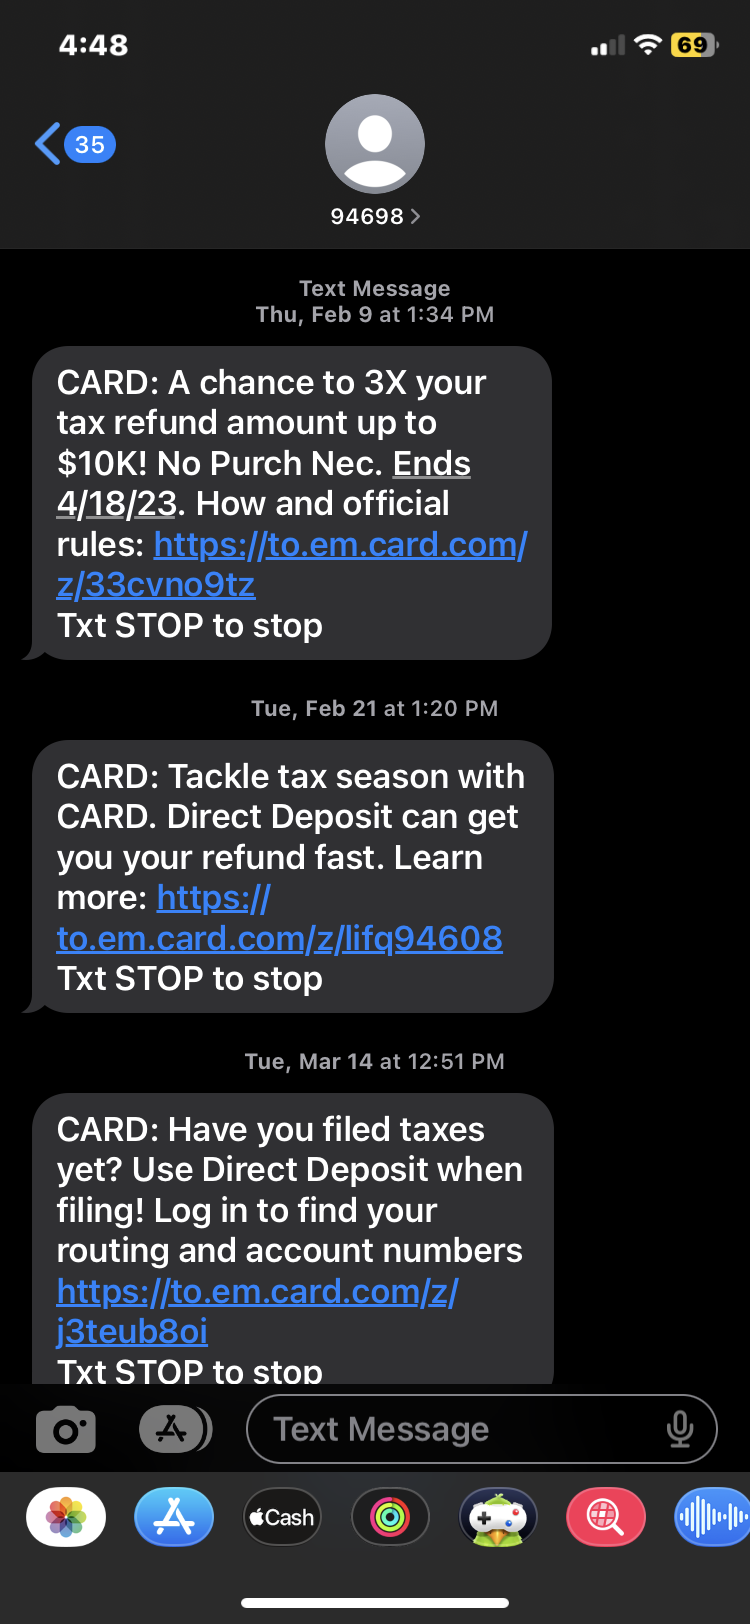 4:48
69
35
94698
Text Message
Thu, Feb 9 at 1:34 PM
CARD: A chance to 3X your
tax refund amount up to
$10K! No Purch Nec. Ends
4/18/23. How and official
rules: https://to.em.card.com/
z/33cvno9tz
Txt STOP to stop
Tue, Feb 21 at 1:20 PM
CARD: Tackle tax season with
CARD. Direct Deposit can get
you your refund fast. Learn
more: https://
to.em.card.com/z/lifq94608
Txt STOP to stop
Tue, Mar 14 at 12:51 PM
CARD: Have you filed taxes
yet? Use Direct Deposit when
filing! Log in to find your
routing and account numbers
https://to.em.card.com/z/
j3teub8oi
Txt STOP to stop
Text Message
Cash